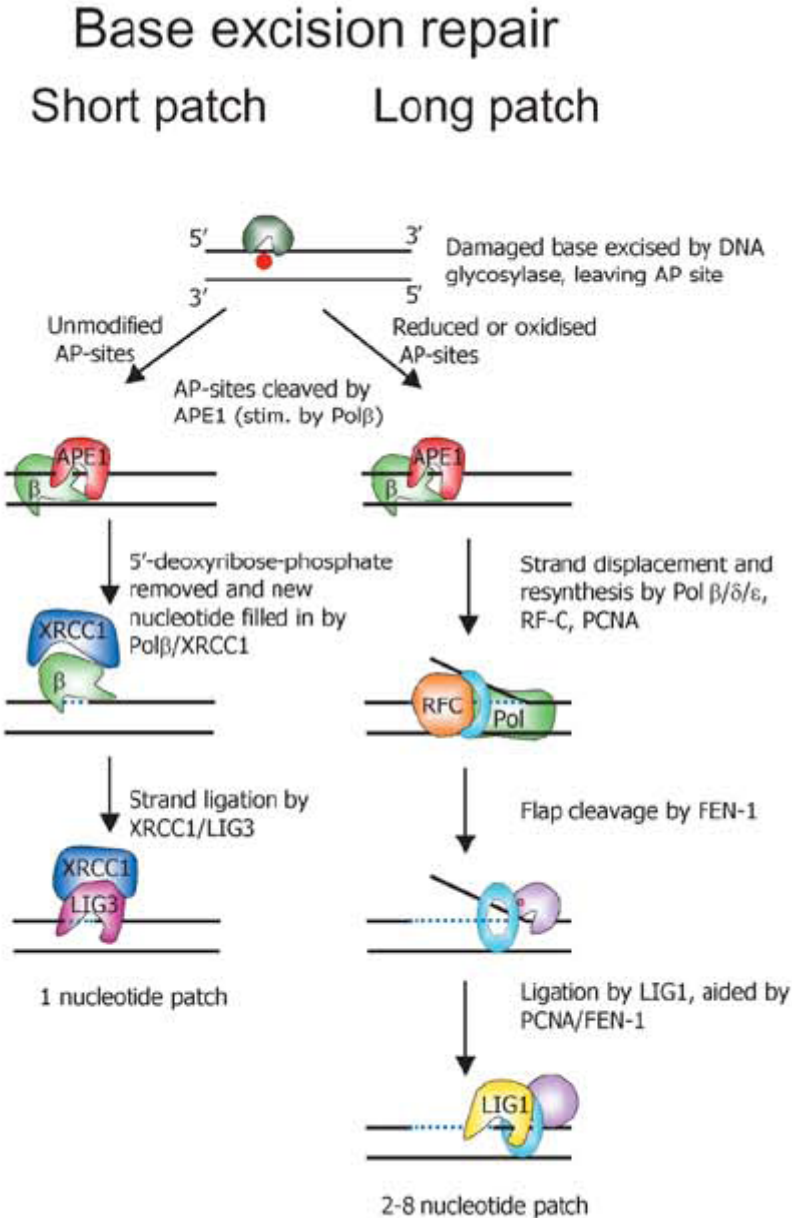 Base excision repair
Short patch
Long patch
5′
3′
3′
5′
Damaged base excised by DNA
glycosylase, leaving AP site
Unmodified
AP-sites
Reduced or oxidised
AP-sites
AP-sites cleaved by
APE1 (stim. by Polβ)
APE1
β
APE1
β
5′-deoxyribose-phosphate
removed and new
nucleotide filled in by
Polβ/XRCC1
Strand displacement and
resynthesis by Pol β/δ/ε,
RF-C, PCNA
XRCC1
β
RFC
Pol
Strand ligation by
XRCC1/LIG3
Flap cleavage by FEN-1
XRCC1
LIG3
1 nucleotide patch
Ligation by LIG1, aided by
PCNA/FEN-1
LIG1
2-8 nucleotide patch